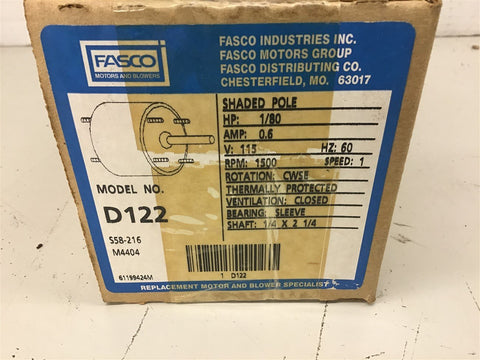 FASCO
MOTORS AND BLOWERS
FASCO INDUSTRIES INC.
FASCO MOTORS GROUP
FASCO DISTRIBUTING CO.
CHESTERFIELD, MO. 63017
SHADED POLE
HP: 1/80
AMP: 0.6
V: 115 HZ: 60
RPM: 1500 SPEED: 1
ROTATION: CWSE
THERMALLY PROTECTED
VENTILATION: CLOSED
BEARING: SLEEVE
SHAFT: 1/4 X 2 1/4
MODEL NO.
D122
S58-216
M4404
61199424M
1 D122
REPLACEMENT MOTOR AND BLOWER SPECIALIST